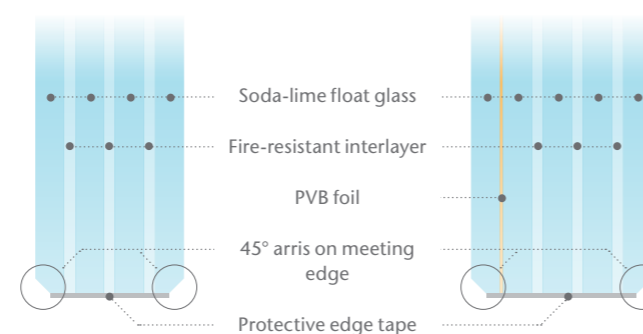 Soda-lime float glass
Fire-resistant interlayer
PVB foil
45° arris on meeting
edge
Protective edge tape